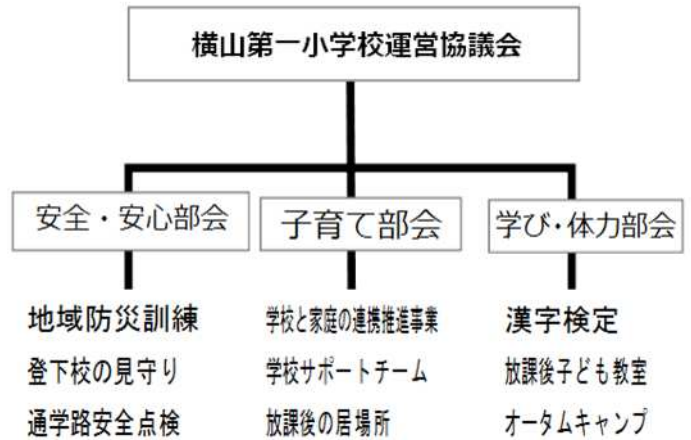 横山第一小学校運営協議会
安全・安心部会
子育て部会
学び・体力部会
地域防災訓練
登下校の見守り
通学路安全点検
学校と家庭の連携推進事業
学校サポートチーム
放課後の居場所
漢字検定
放課後子ども教室
オータムキャンプ